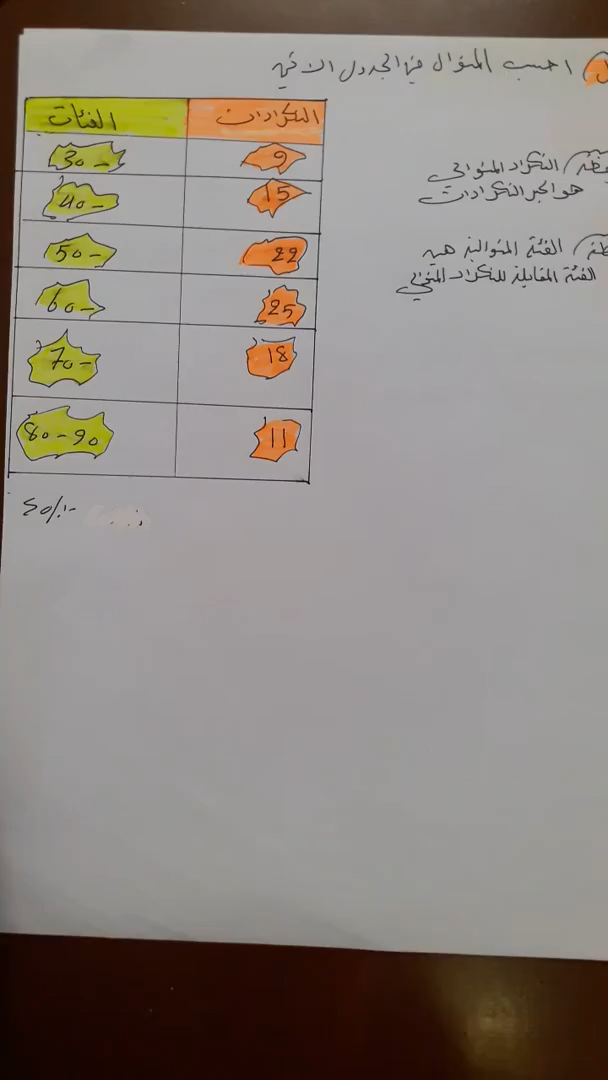 احسب المنوال في الجدول الاتي
الفئات التكرارات
30- 9
40- 15
50- 22
60- 25
70- 18
80-90 11
التكرار المنوالي
هو اكبر التكرارات
الفئة المنوالية هي
الفئة المقابلة للتكرار المنوالي